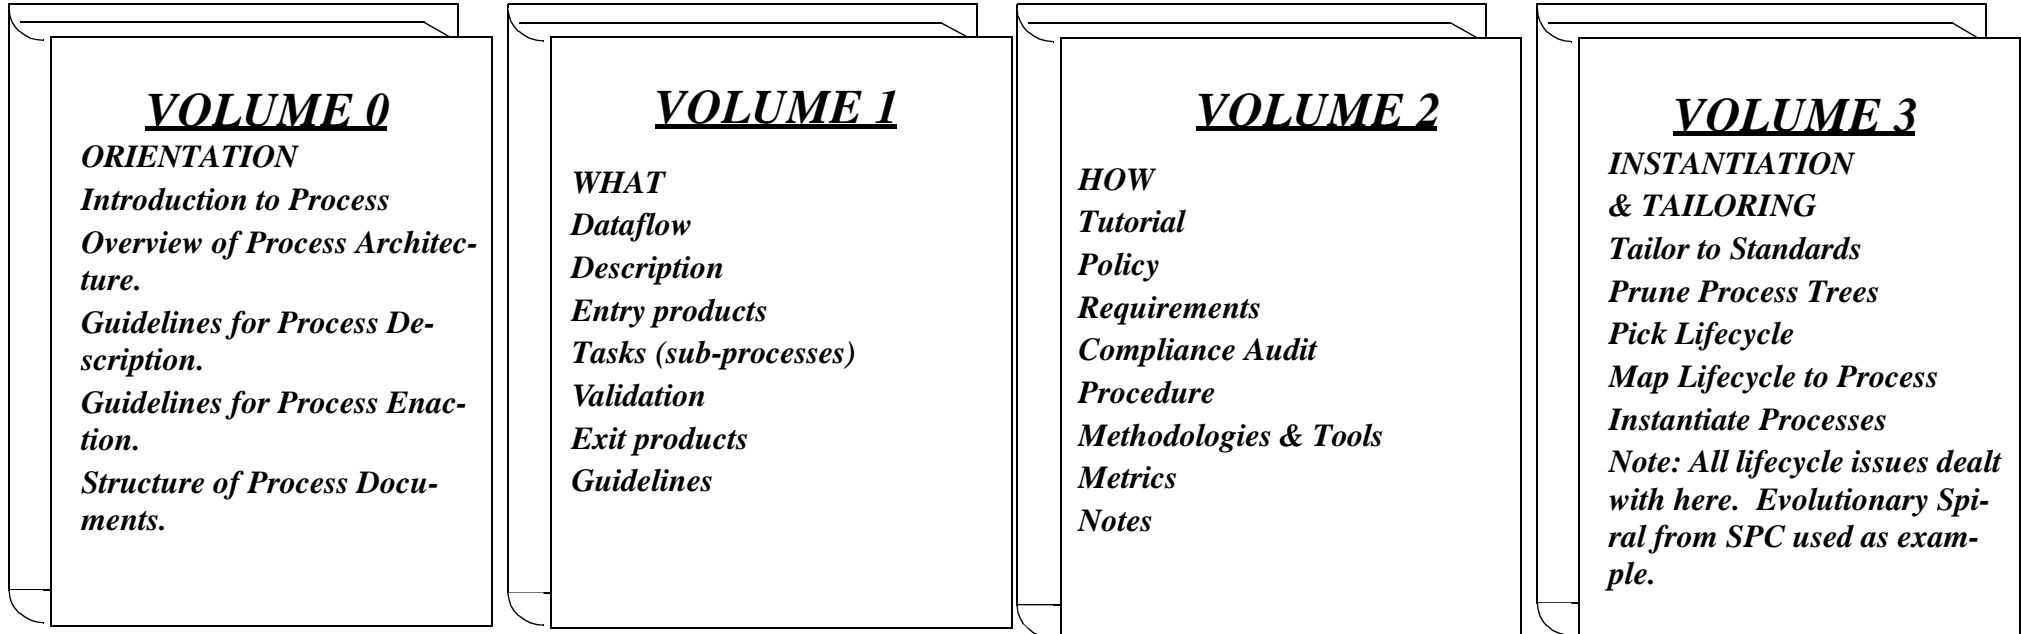 VOLUME 0
ORIENTATION
Introduction to Process
Overview of Process Architec-
ture.
Guidelines for Process De-
scription.
Guidelines for Process Enac-
tion.
Structure of Process Docu-
ments.
VOLUME 1
WHAT
Dataflow
Description
Entry products
Tasks (sub-processes)
Validation
Exit products
Guidelines
VOLUME 2
HOW
Tutorial
Policy
Requirements
Compliance Audit
Procedure
Methodologies & Tools
Metrics
Notes
VOLUME 3
INSTANTIATION
& TAILORING
Tailor to Standards
Prune Process Trees
Pick Lifecycle
Map Lifecycle to Process
Instantiate Processes
Note: All lifecycle issues dealt
with here.  Evolutionary Spi-
ral from SPC used as exam-
ple.